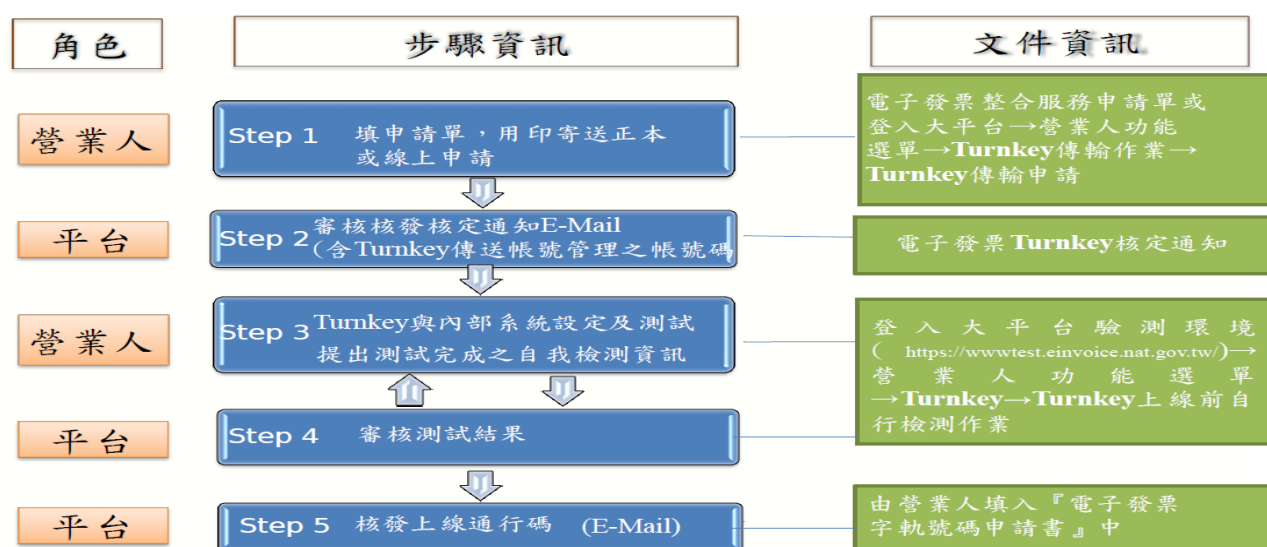 角色
步驟資訊
文件資訊
營業人
Step 1
填申請單，用印寄送正本
或線上申請
電子發票整合服務申請單或
登入大平台→營業人功能
選單→Turnkey傳輸作業→
Turnkey傳輸申請
平台
Step 2
審核核發核定通知E-Mail
(含Turnkey傳送帳號管理之帳號碼
電子發票Turnkey核定通知
營業人
Step 3
Turnkey與內部系統設定及測試
提出測試完成之自我檢測資訊
登入大平台驗測環境
( https://wwwtest.einvoice.nat.gov.tw/)→
營業人功能選單
→Turnkey→Turnkey上線前自
行檢測作業
平台
Step 4
審核測試結果
平台
Step 5
核發上線通行碼 (E-Mail)
由營業人填入『電子發票
字軌號碼申請書』中